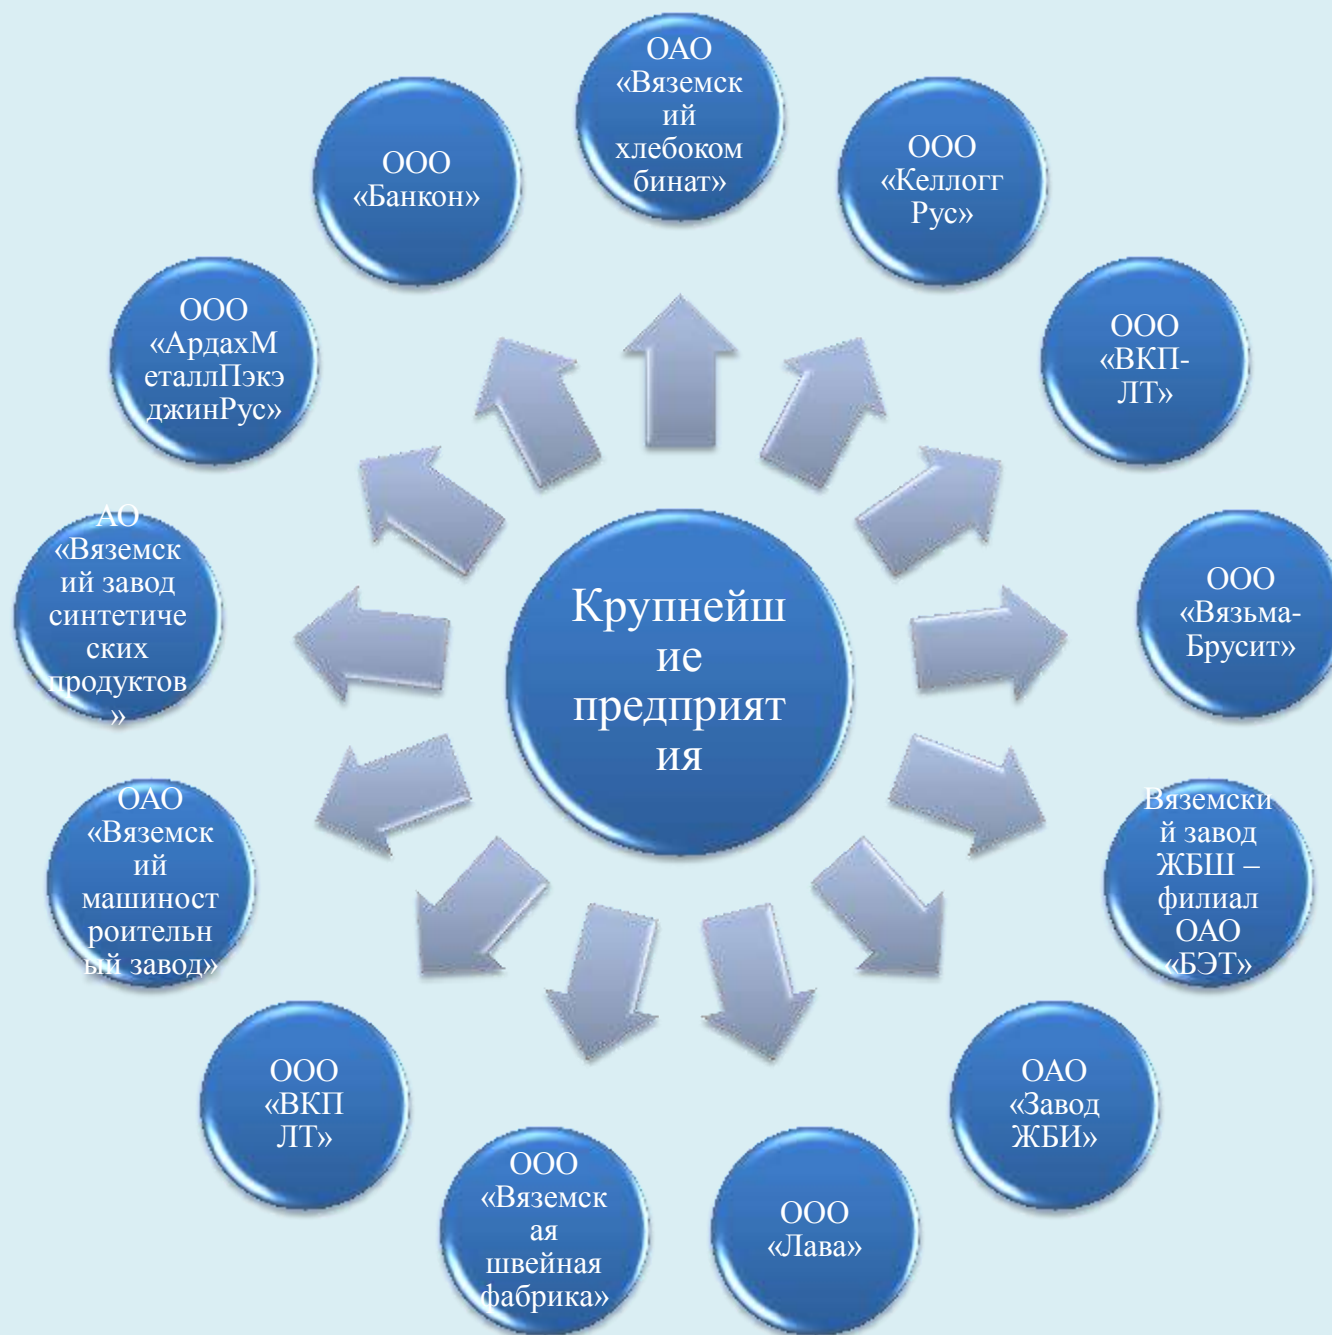 ОАО
«Вяземск
ий
хлебоком
бинат»
ООО
«Келлогг
Рус»
ООО
«ВКП-
ЛТ»
ООО
«Вязьма-
Брусит»
Вяземски
й завод
ЖБШ –
филиал
ОАО
«БЭТ»
ОАО
«Завод
ЖБИ»
ООО
«Лава»
ООО
«Вяземск
ая
швейная
фабрика»
ООО
«ВКП
ЛТ»
ОАО
«Вяземск
ий
машиност
роительн
ый завод»
АО
«Вяземск
ий завод
синтетиче
ских
продуктов
»
ООО
«АрдахМ
еталлПэкэ
джинРус»
ООО
«Банкон»
Крупнейш
ие
предприят
ия